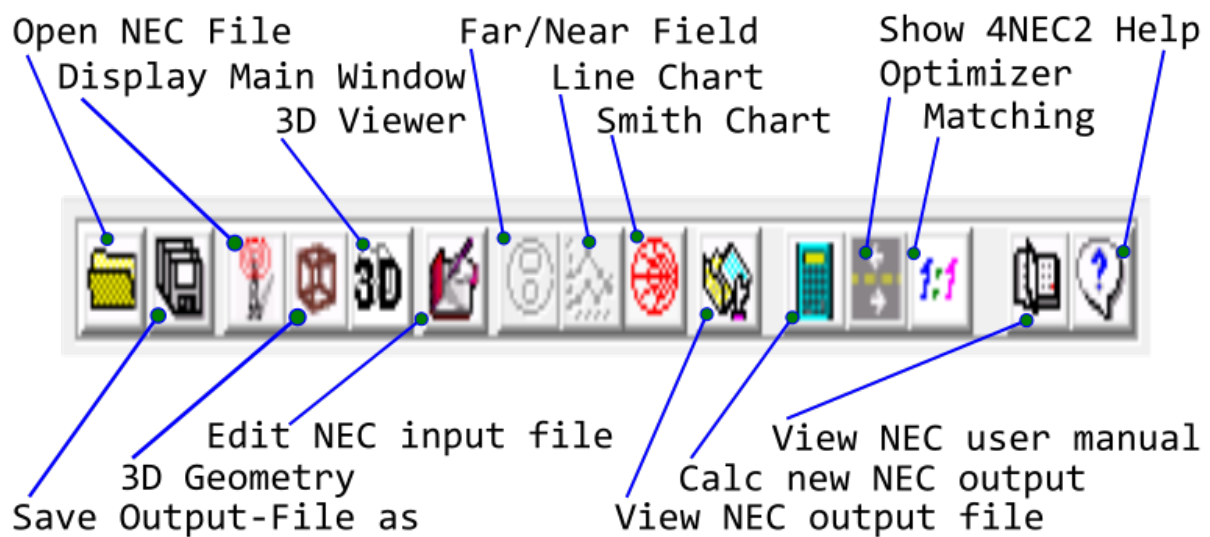 Open NEC File
Far/Near Field
Show 4NEC2 Help
Display Main Window
Line Chart
Optimizer
3D Viewer
Smith Chart
Matching
3D
?
1:1
Edit NEC input file
View NEC user manual
3D Geometry
Calc new NEC output
Save Output-File as
View NEC output file